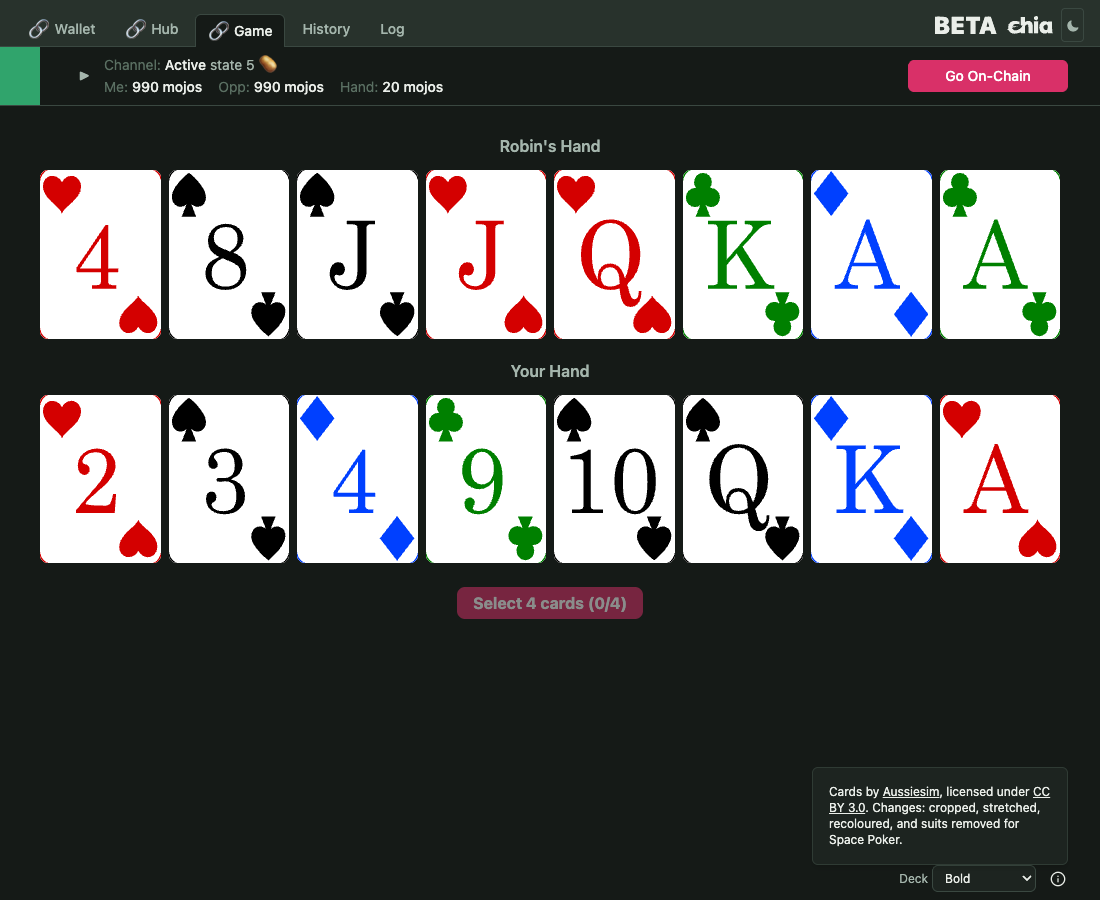 Wallet
Hub
Game
History
Log
BETA chia
Channel: Active state 5
Me: 990 mojos Opp: 990 mojos Hand: 20 mojos
Go On-Chain
Robin's Hand
4 8 J J Q K A A
Your Hand
2 3 4 9 10 Q K A
Select 4 cards (0/4)
Cards by Aussiesim, licensed under CC
BY 3.0. Changes: cropped, stretched,
recoloured, and suits removed for
Space Poker.
Deck Bold